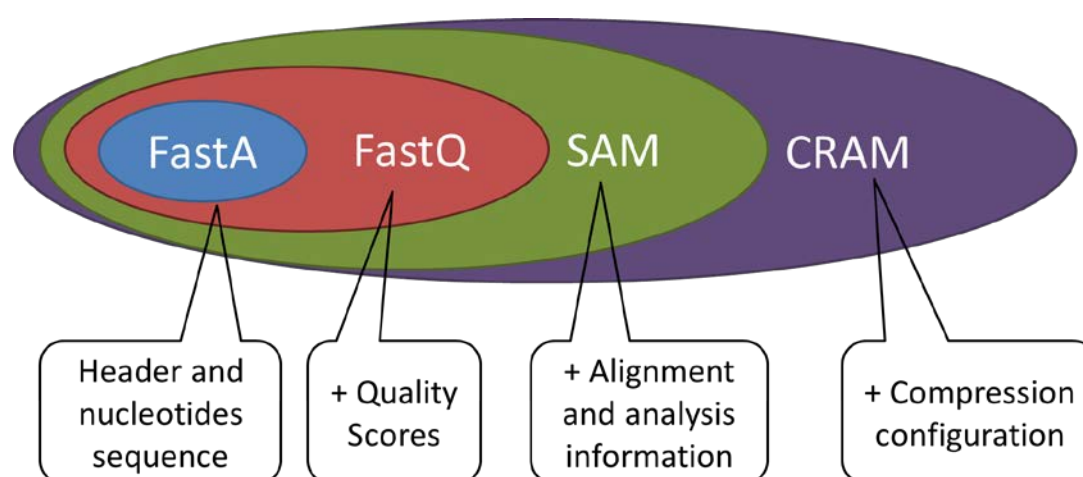 FastA
FastQ
SAM
CRAM
Header and
nucleotides
sequence
+ Quality
Scores
+ Alignment
and analysis
information
+ Compression
configuration